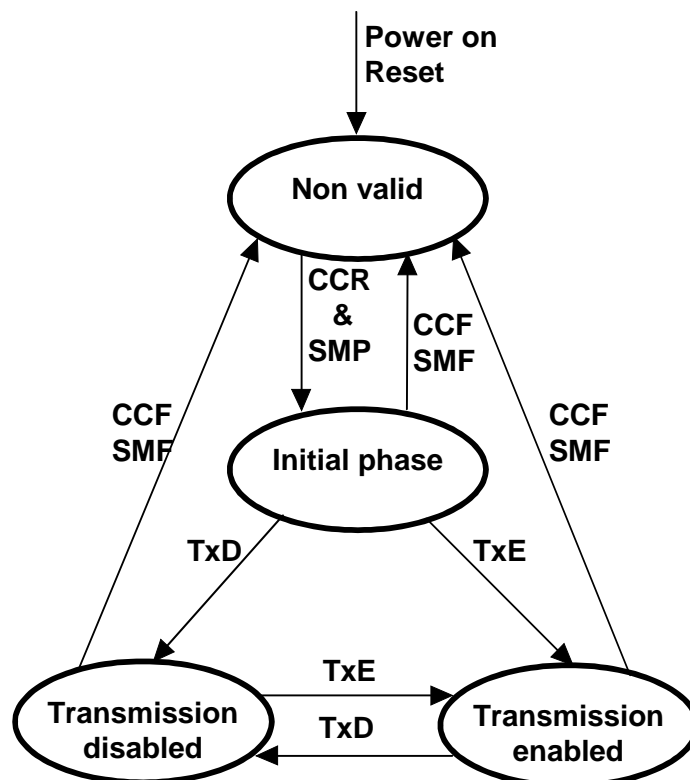 Power on
Reset
Non valid
CCR
&
SMP
CCF
SMF
CCF
SMF
CCF
SMF
Initial phase
TxD
TxE
TxE
Transmission
disabled
TxD
Transmission
enabled